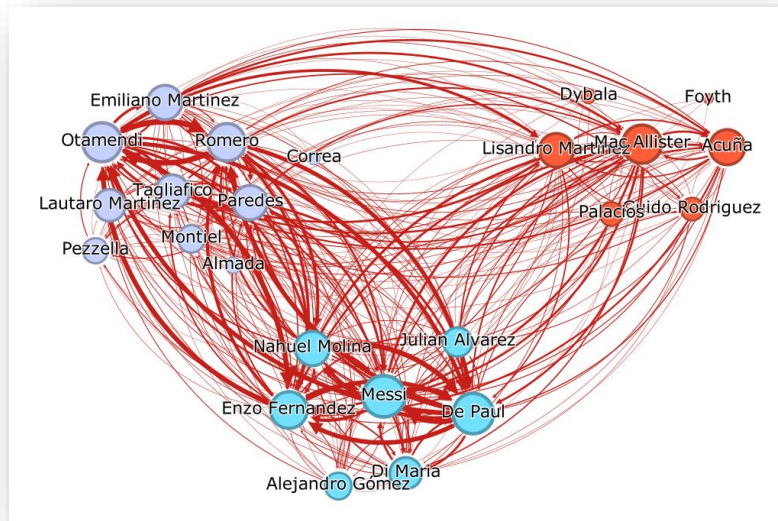 Dybala
Foyth
Emiliano Martinez
Otamendi
Romero
Correa
Lisandro Martinez
Mac Allister
Acuña
Tagliafico
Lautaro Martinez
Paredes
Palacios
Guido Rodriguez
Montiel
Pezzella
Almada
Nahuel Molina
Julian Alvarez
Messi
Enzo Fernandez
De Paul
Di Maria
Alejandro Gómez